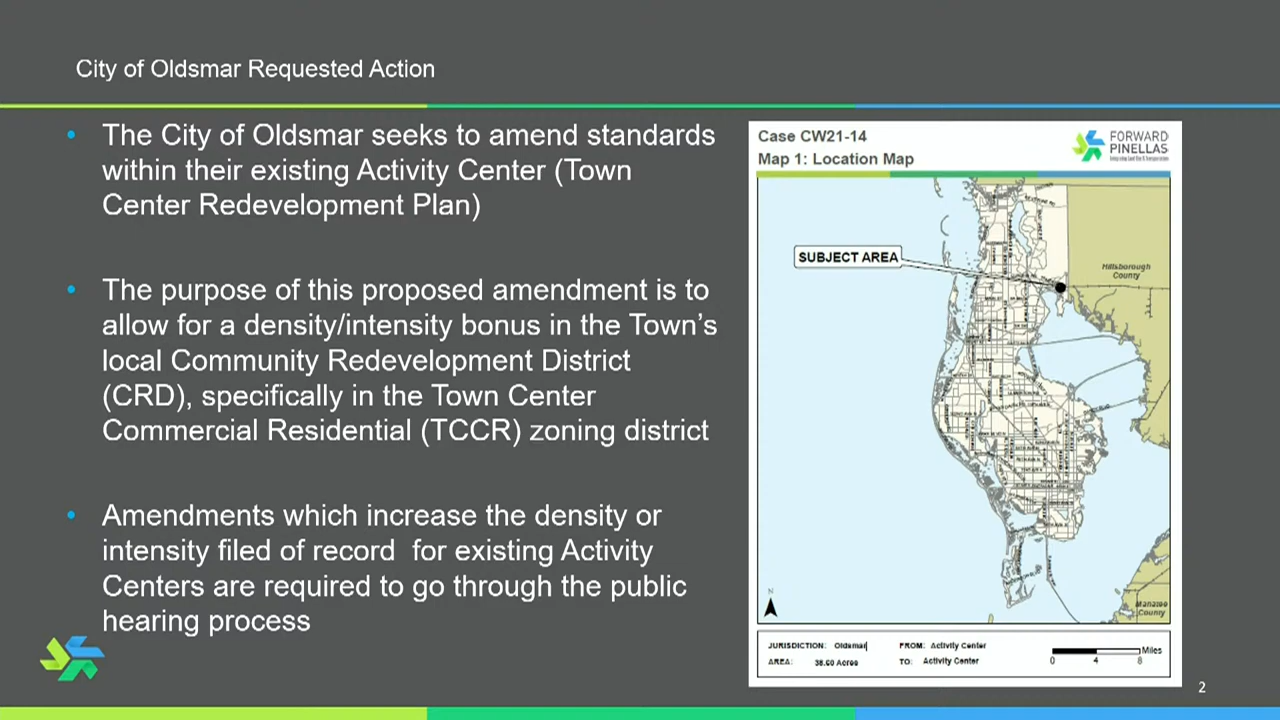 City of Oldsmar Requested Action
• The City of Oldsmar seeks to amend standards
within their existing Activity Center (Town
Center Redevelopment Plan)
• The purpose of this proposed amendment is to
allow for a density/intensity bonus in the Town’s
local Community Redevelopment District
(CRD), specifically in the Town Center
Commercial Residential (TCCR) zoning district
• Amendments which increase the density or
intensity filed of record for existing Activity
Centers are required to go through the public
hearing process
Case CW21-14
Map 1: Location Map
FORWARD
PINELLAS
SUBJECT AREA
Hillsborough
County
Manatee
County
N
JURISDICTION: Oldsmar
AREA: 38.60 Acres
FROM: Activity Center
TO: Activity Center
Miles
0 4 8
2